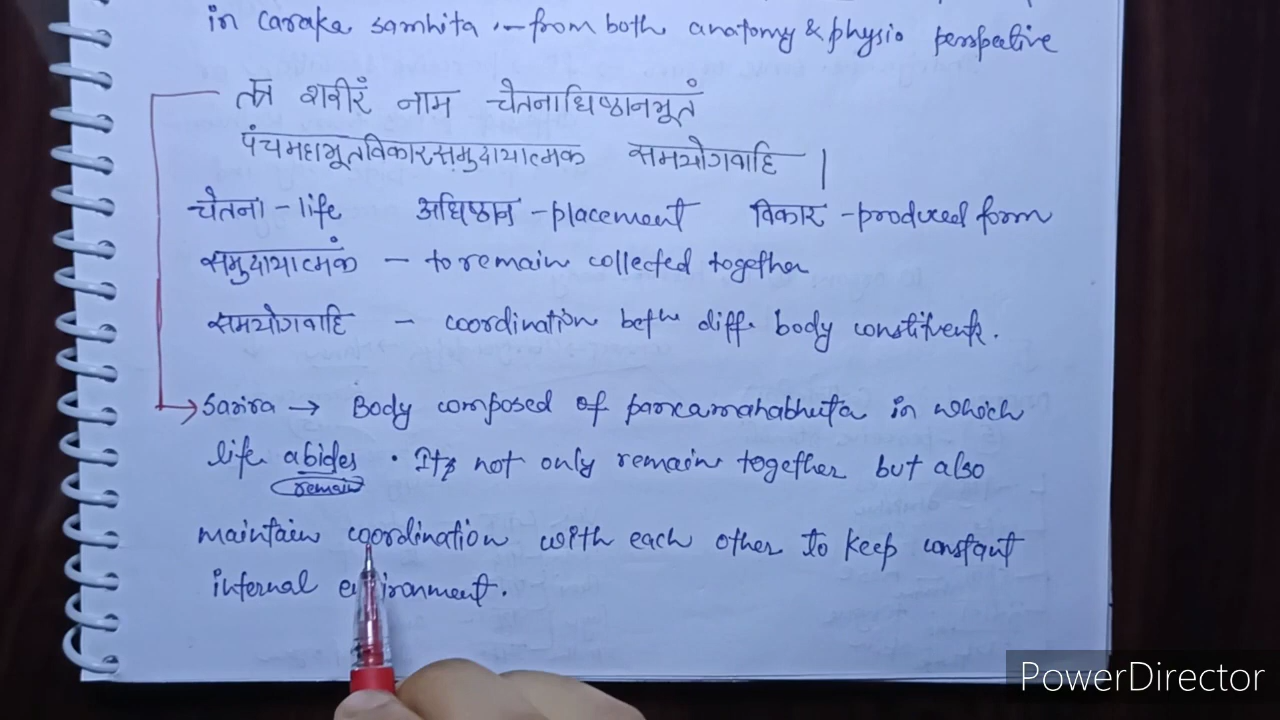 in caraka samhita .- from both anatomy & physio perspective
तत्र शरीरं नाम चेतनाधिष्ठानभूतं
पंचमहाभूतविकारसमुदायात्मक समयोगवाहि |
चेतना - life अधिष्ठान - placement विकार - produced form
समुदायात्मकं - to remain collected together
समयोगवाहि - coordination betn diff. body constituents.
Sarira → Body composed of pancamahabhuta in which
life abides . Its not only remain together but also
remain
maintain coordination with each other to keep constant
internal environment.
PowerDirector